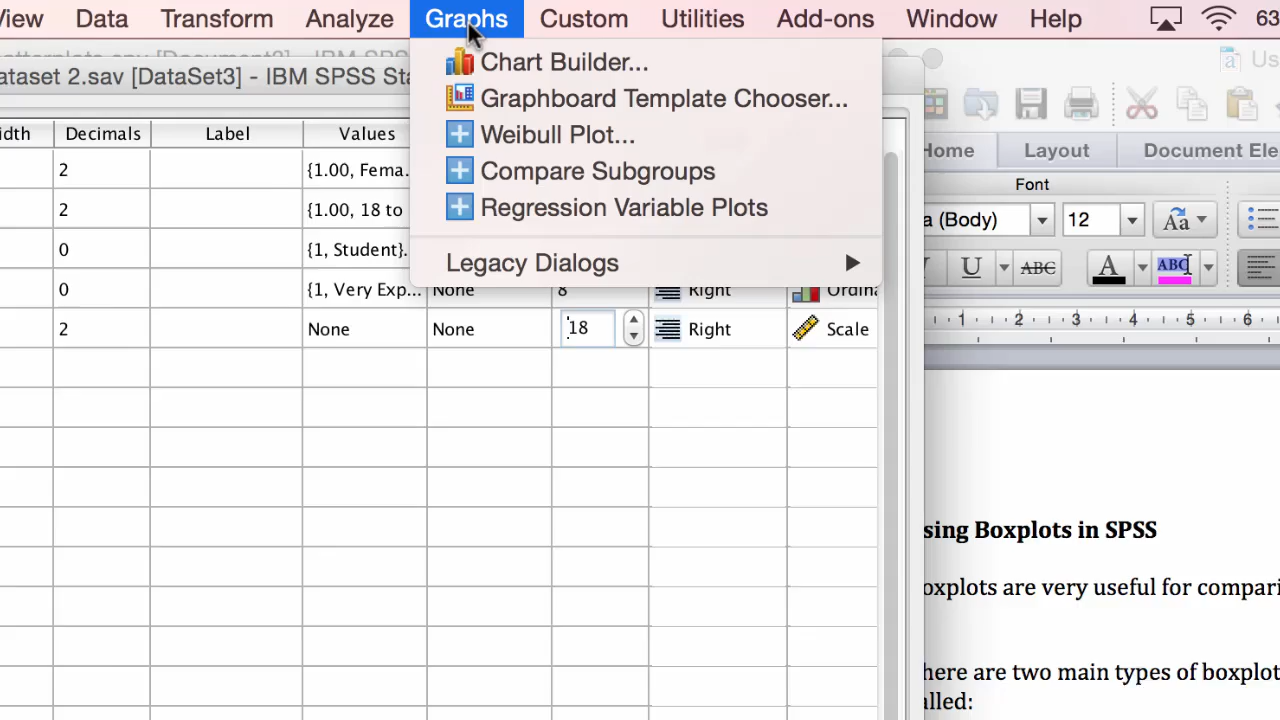 View Data Transform Analyze Graphs Custom Utilities Add-ons Window Help 63
ataset 2.sav [DataSet3] - IBM SPSS Sta
Chart Builder...
Graphboard Template Chooser...
Weibull Plot...
Compare Subgroups
Regression Variable Plots
Legacy Dialogs
idth Decimals Label Values
2 {1.00, Fema.
2 {1.00, 18 to
0 {1, Student}.
0 {1, Very Exp... None 8 Right Ordina
2 None None 18 Right Scale
Us
Home Layout Document Ele
Font
a (Body) 12 Aa
U ABC A ABC
1 2 3 4 5 6
sing Boxplots in SPSS
oxplots are very useful for compari
here are two main types of boxplot
alled: